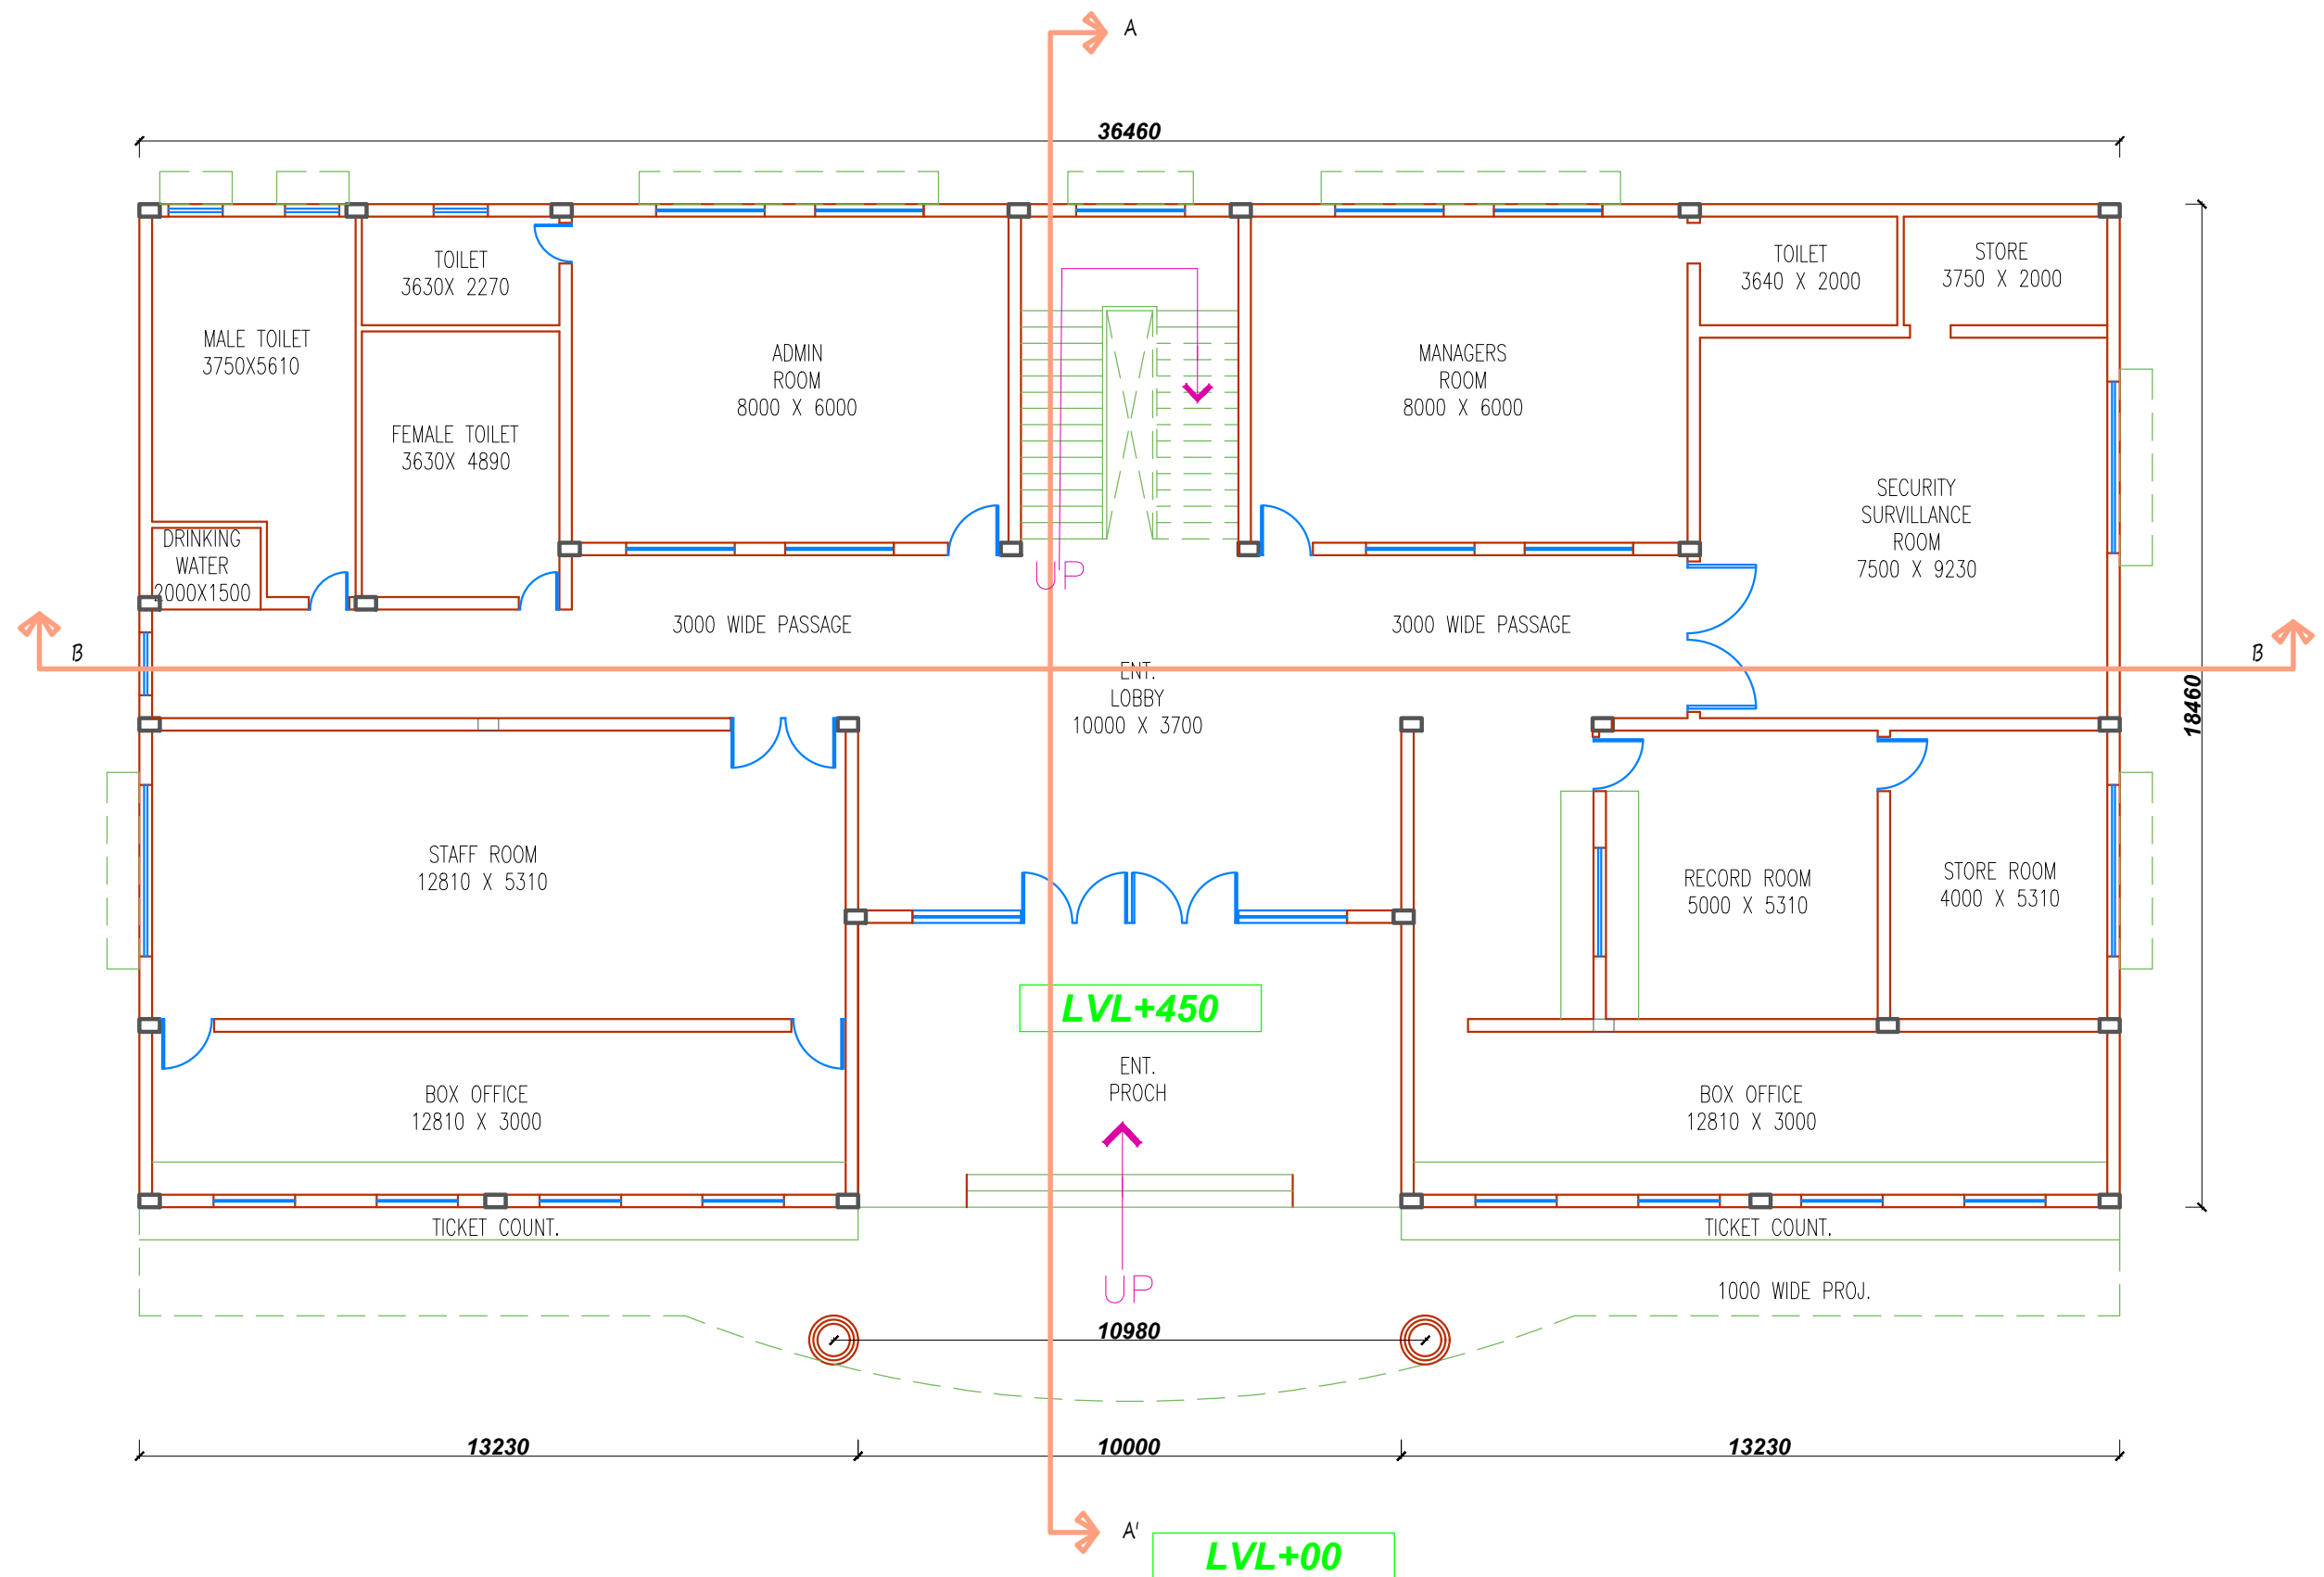 A
36460
TOILET
3630X 2270
TOILET
3640 X 2000
STORE
3750 X 2000
MALE TOILET
3750X5610
ADMIN
ROOM
8000 X 6000
MANAGERS
ROOM
8000 X 6000
FEMALE TOILET
3630X 4890
SECURITY
SURVILLANCE
ROOM
7500 X 9230
DRINKING
WATER
2000X1500
UP
3000 WIDE PASSAGE
3000 WIDE PASSAGE
B
B
ENT.
LOBBY
10000 X 3700
18460
STAFF ROOM
12810 X 5310
RECORD ROOM
5000 X 5310
STORE ROOM
4000 X 5310
LVL+450
ENT.
PROCH
BOX OFFICE
12810 X 3000
BOX OFFICE
12810 X 3000
TICKET COUNT.
TICKET COUNT.
UP
1000 WIDE PROJ.
10980
13230
10000
13230
A'
LVL+00